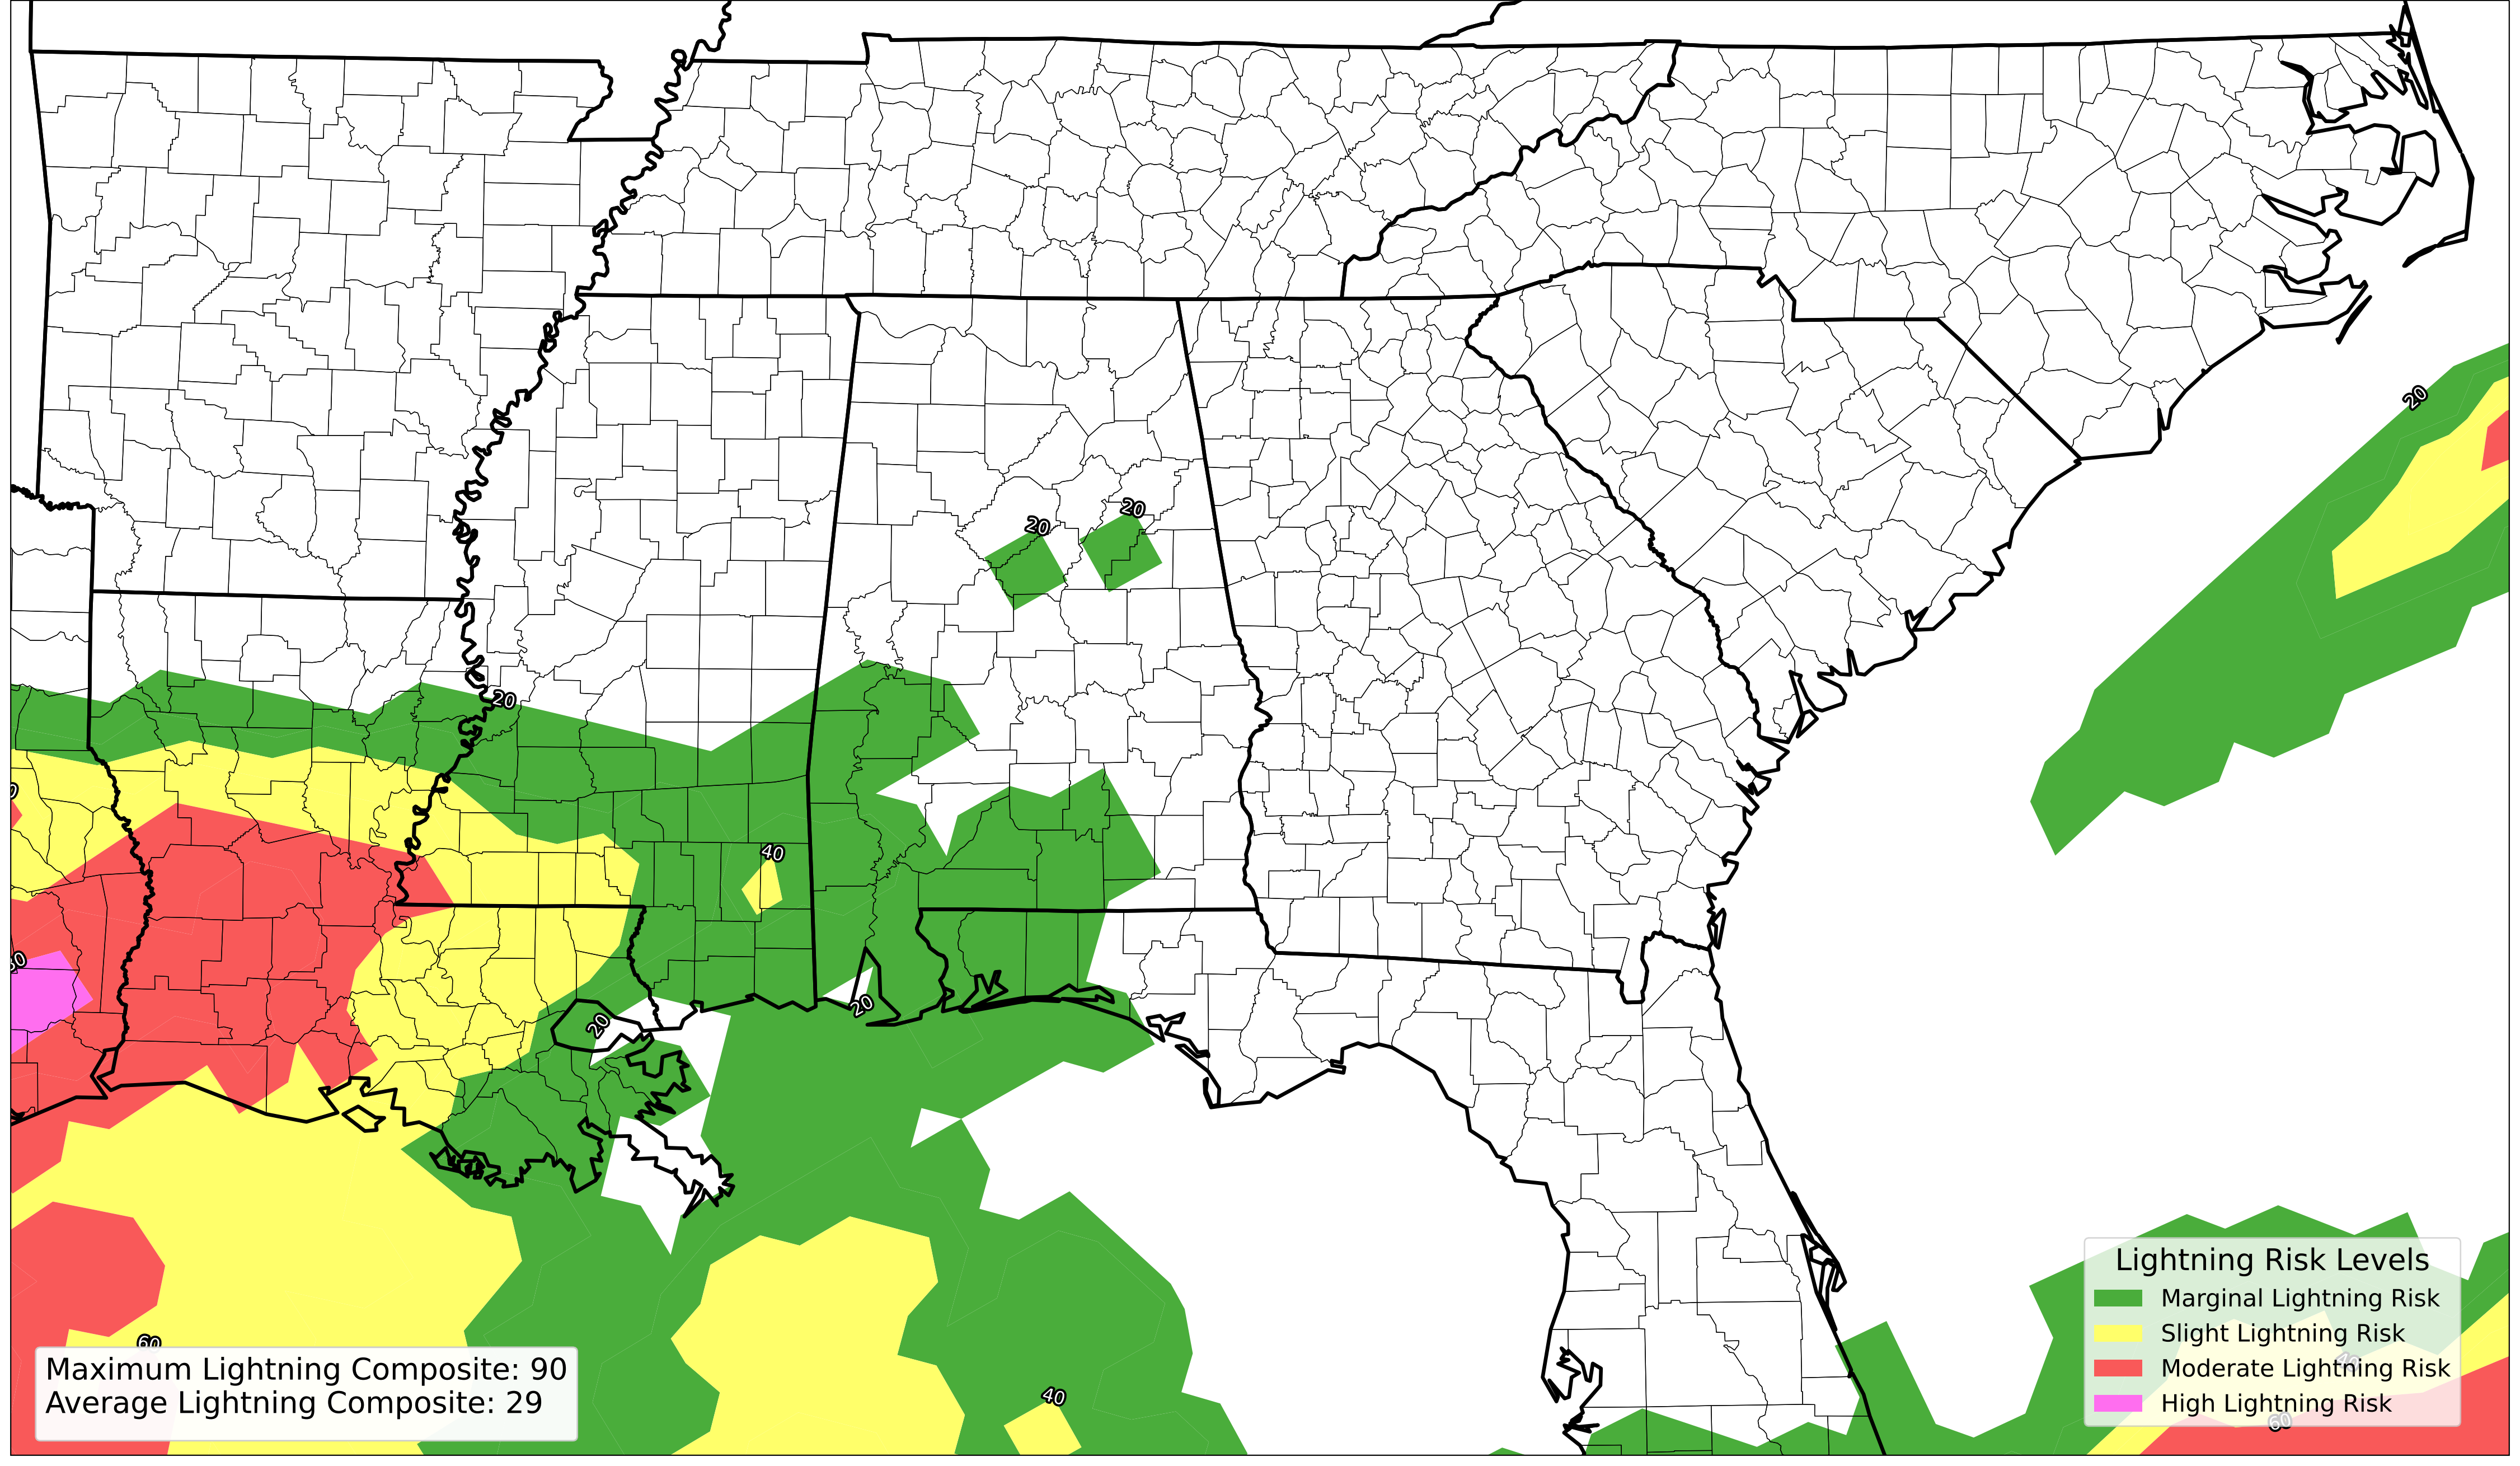 20
20
20
20
40
20
20
60
40
Lightning Risk Levels
Marginal Lightning Risk
Slight Lightning Risk
Moderate Lightning Risk
High Lightning Risk
40
60
Maximum Lightning Composite: 90
Average Lightning Composite: 29